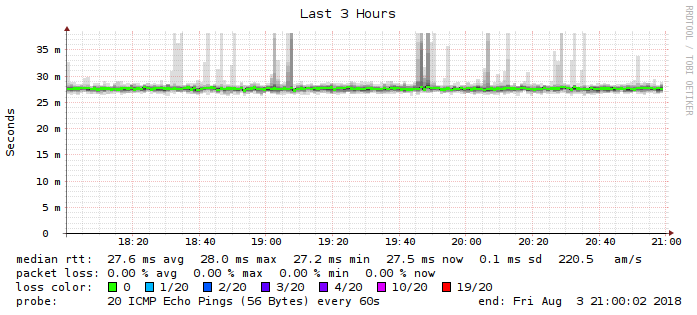 Last 3 Hours
RRDTOOL / TOBI OETIKER
Seconds
35 m
30 m
25 m
20 m
15 m
10 m
5 m
0
18:20 18:40 19:00 19:20 19:40 20:00 20:20 20:40 21:00
median rtt: 27.6 ms avg 28.0 ms max 27.2 ms min 27.5 ms now 0.1 ms sd 220.5 am/s
packet loss: 0.00 % avg 0.00 % max 0.00 % min 0.00 % now
loss color: 0 1/20 2/20 3/20 4/20 10/20 19/20
probe: 20 ICMP Echo Pings (56 Bytes) every 60s end: Fri Aug 3 21:00:02 2018